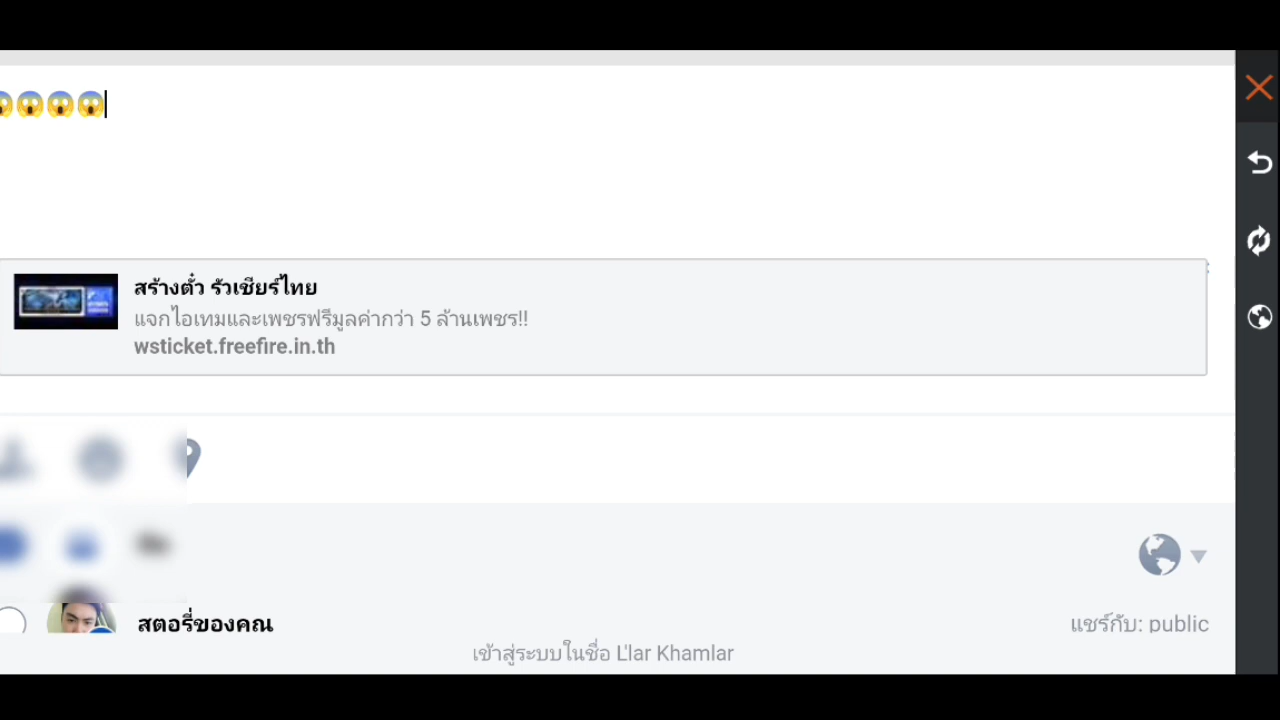 😱😱😱😱
สร้างตั๋ว รัวเชียร์ไทย
แจกไอเทมและเพชรฟรีมูลค่ากว่า 5 ล้านเพชร!!
wsticket.freefire.in.th
สตอรี่ของคุณ
แชร์กับ: public
เข้าสู่ระบบในชื่อ L'lar Khamlar